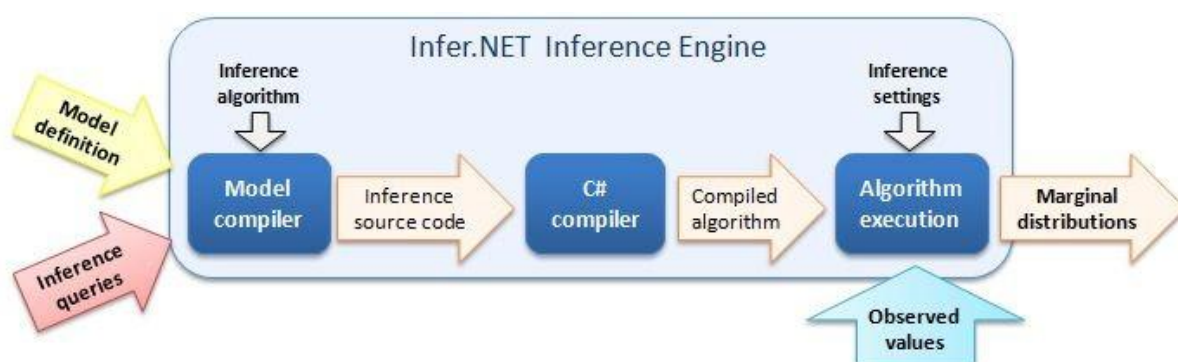 Infer.NET Inference Engine
Inference
algorithm
Inference
settings
Model
definition
Inference
queries
Model
compiler
Inference
source code
C#
compiler
Compiled
algorithm
Algorithm
execution
Marginal
distributions
Observed
values